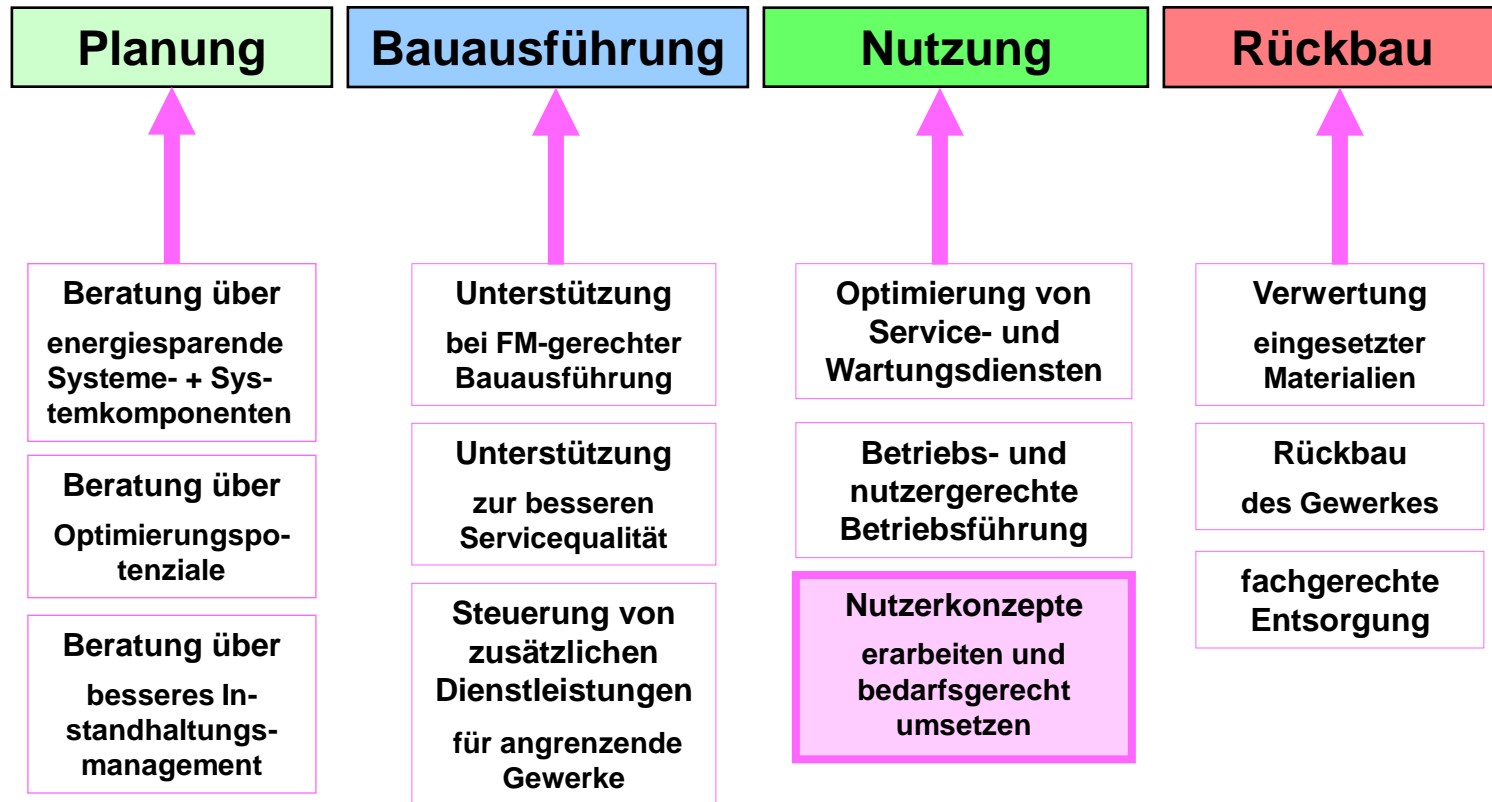 Planung
Bauausführung
Nutzung
Rückbau
Beratung über
energiesparende
Systeme- + Sys-
temkomponenten
Beratung über
Optimierungspo-
tenziale
Beratung über
besseres In-
standhaltungs-
management
Unterstützung
bei FM-gerechter
Bauausführung
Unterstützung
zur besseren
Servicequalität
Steuerung von
zusätzlichen
Dienstleistungen
für angrenzende
Gewerke
Optimierung von
Service- und
Wartungsdiensten
Betriebs- und
nutzergerechte
Betriebsführung
Nutzerkonzepte
erarbeiten und
bedarfsgerecht
umsetzen
Verwertung
eingesetzter
Materialien
Rückbau
des Gewerkes
fachgerechte
Entsorgung